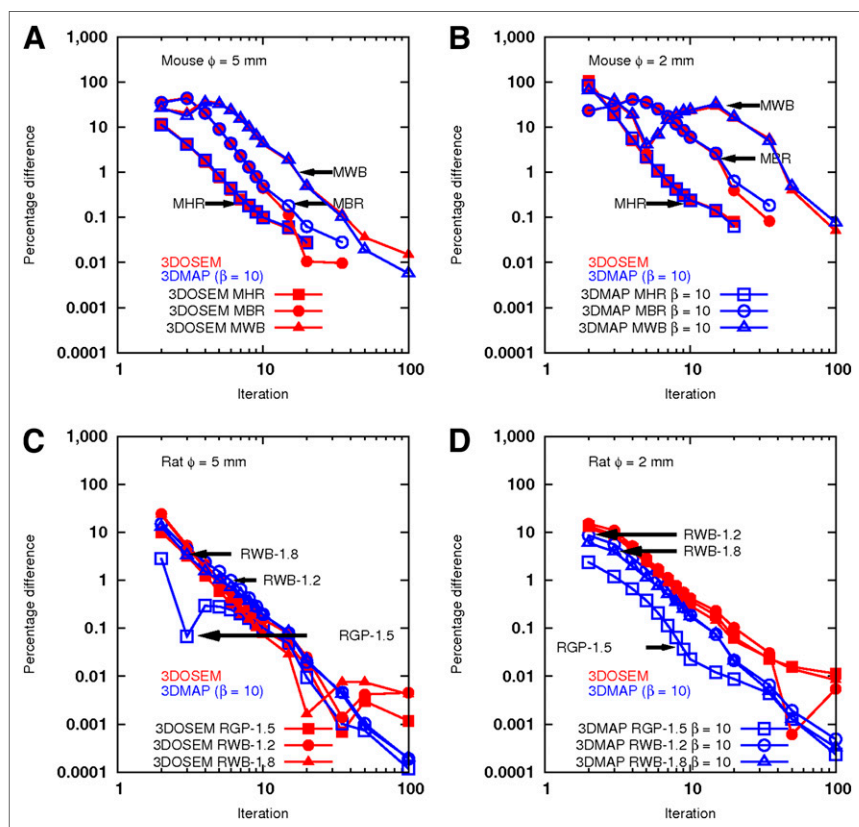 A
Mouse ϕ = 5 mm
1,000
100
10
1
0.1
0.01
0.0001
Percentage difference
MWB
MHR
MBR
3DOSEM
3DMAP (β = 10)
3DOSEM MHR
3DOSEM MBR
3DOSEM MWB
1
10
100
Iteration
B
Mouse ϕ = 2 mm
1,000
100
10
1
0.1
0.01
0.0001
Percentage difference
MWB
MBR
MHR
3DOSEM
3DMAP (β = 10)
3DMAP MHR β = 10
3DMAP MBR β = 10
3DMAP MWB β = 10
1
10
100
Iteration
C
Rat ϕ = 5 mm
1,000
100
10
1
0.1
0.01
0.001
0.0001
Percentage difference
RWB-1.8
RWB-1.2
RGP-1.5
3DOSEM
3DMAP (β = 10)
3DOSEM RGP-1.5
3DOSEM RWB-1.2
3DOSEM RWB-1.8
1
10
100
Iteration
D
Rat ϕ = 2 mm
1,000
100
10
1
0.1
0.01
0.001
0.0001
Percentage difference
RWB-1.2
RWB-1.8
RGP-1.5
3DOSEM
3DMAP (β = 10)
3DMAP RGP-1.5 β = 10
3DMAP RWB-1.2 β = 10
3DMAP RWB-1.8 β = 10
1
10
100
Iteration